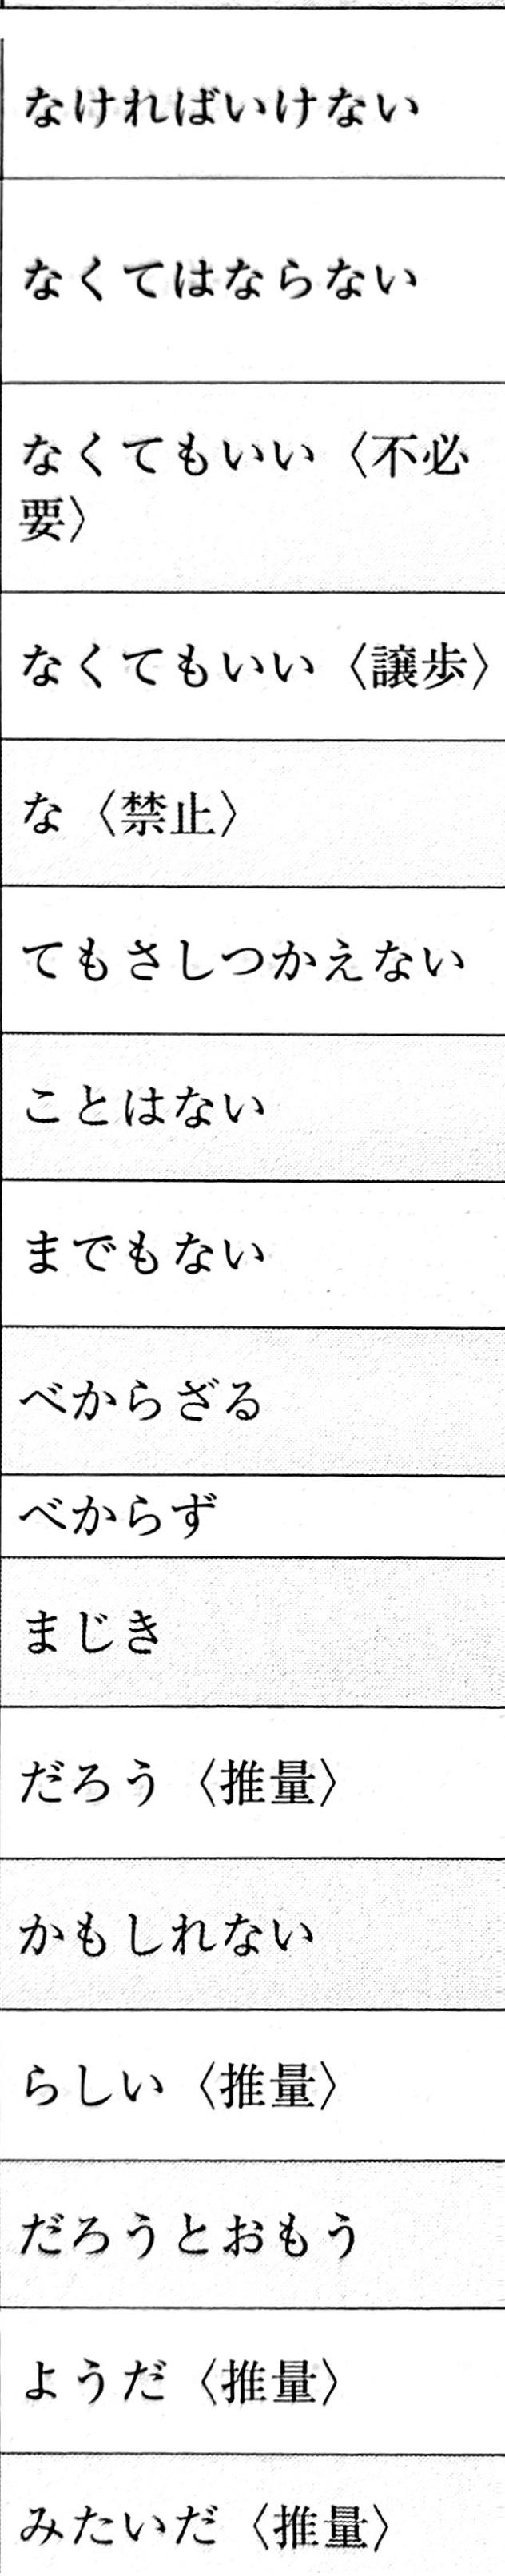 なければいけない
なくてはならない
なくてもいい〈不必
要〉
なくてもいい〈譲歩〉
な〈禁止〉
てもさしつかえない
ことはない
までもない
べからざる
べからず
まじき
だろう〈推量〉
かもしれない
らしい〈推量〉
だろうとおもう
ようだ〈推量〉
みたいだ〈推量〉